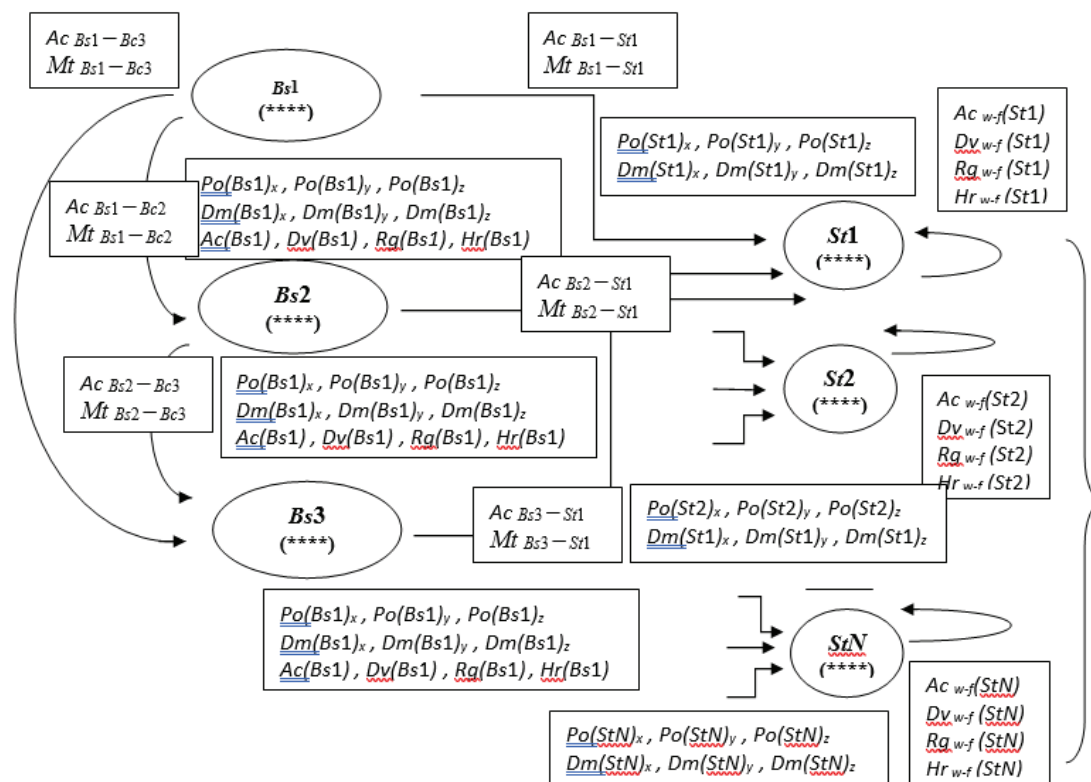 Ac Bs1 – Bc3
Mt Bs1 – Bc3
Ac Bs1 – St1
Mt Bs1 – St1
Bs1
(****)
Ac w-f(St1)
Dv w-f (St1)
Rg w-f (St1)
Hr w-f (St1)
Po(St1)x , Po(St1)y , Po(St1)z
Dm(St1)x , Dm(St1)y , Dm(St1)z
Po(Bs1)x , Po(Bs1)y , Po(Bs1)z
Dm(Bs1)x , Dm(Bs1)y , Dm(Bs1)z
Ac(Bs1) , Dv(Bs1) , Rg(Bs1) , Hr(Bs1)
Ac Bs1 – Bc2
Mt Bs1 – Bc2
St1
(****)
Bs2
(****)
Ac Bs2 – St1
Mt Bs2 – St1
St2
(****)
Ac Bs2 – Bc3
Mt Bs2 – Bc3
Po(Bs1)x , Po(Bs1)y , Po(Bs1)z
Dm(Bs1)x , Dm(Bs1)y , Dm(Bs1)z
Ac(Bs1) , Dv(Bs1) , Rg(Bs1) , Hr(Bs1)
Ac w-f(St2)
Dv w-f (St2)
Rg w-f (St2)
Hr w-f (St2)
Bs3
(****)
Ac Bs3 – St1
Mt Bs3 – St1
Po(St2)x , Po(St2)y , Po(St2)z
Dm(St1)x , Dm(St1)y , Dm(St1)z
Po(Bs1)x , Po(Bs1)y , Po(Bs1)z
Dm(Bs1)x , Dm(Bs1)y , Dm(Bs1)z
Ac(Bs1) , Dv(Bs1) , Rg(Bs1) , Hr(Bs1)
StN
(****)
Ac w-f(StN)
Dv w-f (StN)
Rg w-f (StN)
Hr w-f (StN)
Po(StN)x , Po(StN)y , Po(StN)z
Dm(StN)x , Dm(StN)y , Dm(StN)z